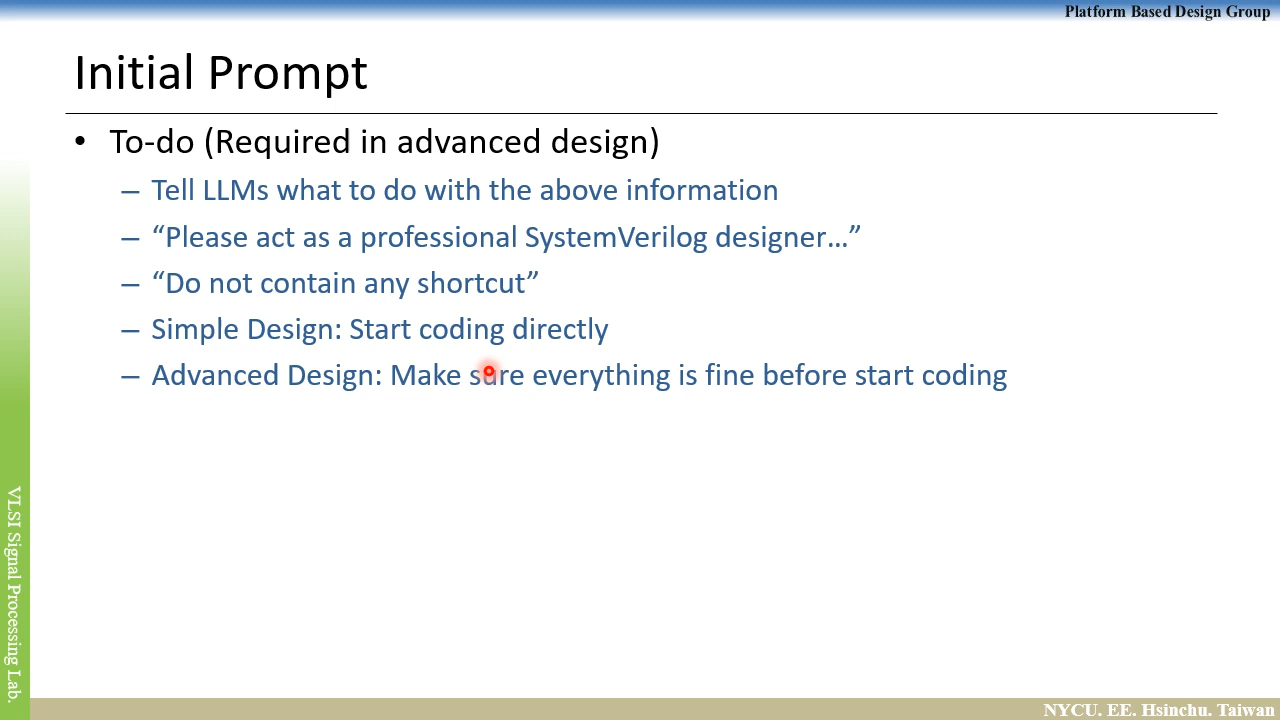 Platform Based Design Group
Initial Prompt
• To-do (Required in advanced design)
– Tell LLMs what to do with the above information
– “Please act as a professional SystemVerilog designer…”
– “Do not contain any shortcut”
– Simple Design: Start coding directly
– Advanced Design: Make sure everything is fine before start coding
VLSI Signal Processing Lab.
NYCU. EE. Hsinchu. Taiwan